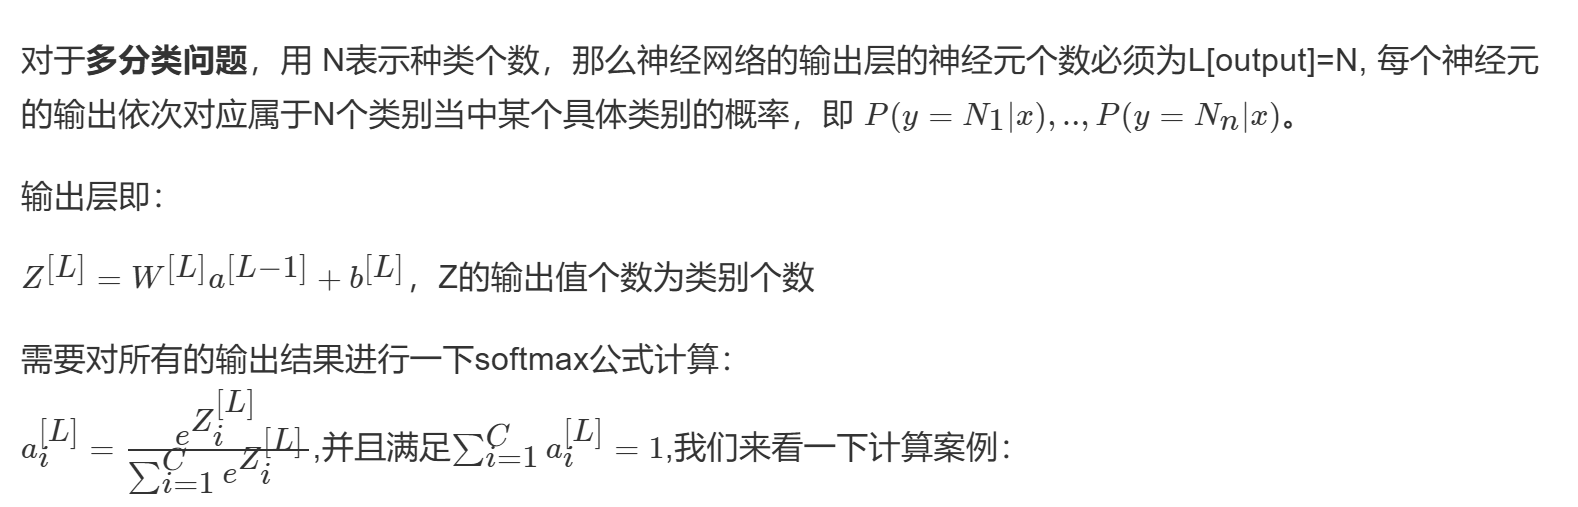 对于多分类问题，用 N表示种类个数，那么神经网络的输出层的神经元个数必须为L[output]=N, 每个神经元
的输出依次对应属于N个类别当中某个具体类别的概率，即 $P(y = N_1|x), .., P(y = N_n|x)$。
输出层即：
$Z^{[L]} = W^{[L]}a^{[L-1]} + b^{[L]}$，Z的输出值个数为类别个数
需要对所有的输出结果进行一下softmax公式计算：
$a_i^{[L]} = \frac{e^{Z_i^{[L]}}}{\sum_{i=1}^{C} e^{Z_i^{[L]}}}$,并且满足$\sum_{i=1}^{C} a_i^{[L]} = 1$,我们来看一下计算案例：